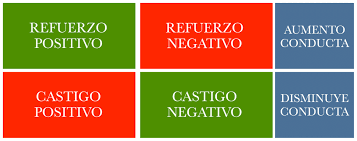 REFUERZO
POSITIVO
REFUERZO
NEGATIVO
AUMENTO
CONDUCTA
CASTIGO
POSITIVO
CASTIGO
NEGATIVO
DISMINUYE
CONDUCTA